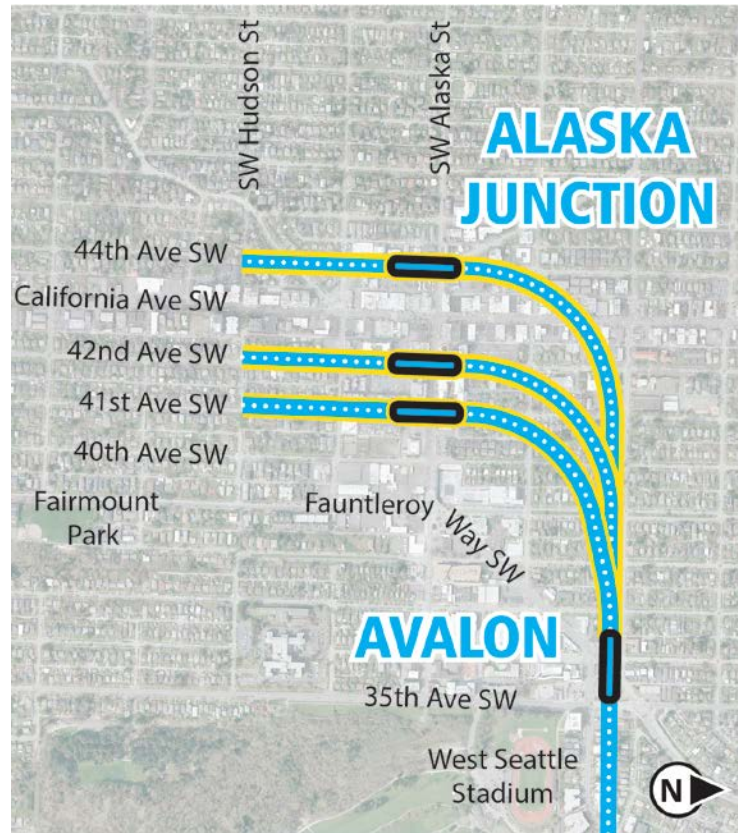 SW Hudson St
SW Alaska St
ALASKA
JUNCTION
44th Ave SW
California Ave SW
42nd Ave SW
41st Ave SW
40th Ave SW
Fairmount
Park
Fauntleroy
Way SW
AVALON
35th Ave SW
West Seattle
Stadium
N